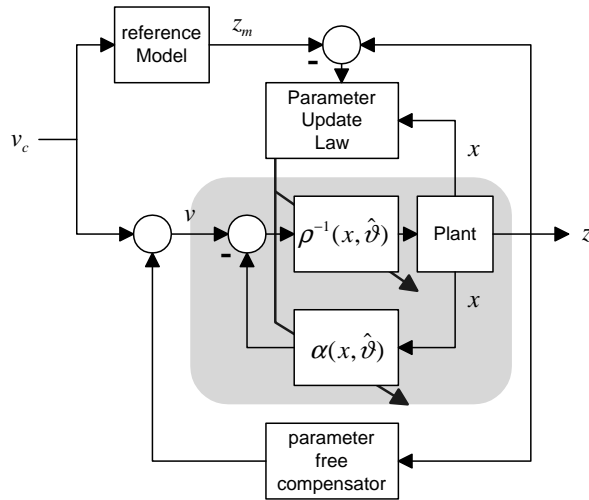 reference
Model
z_m
-
Parameter
Update
Law
v_c
x
v
-
ρ⁻¹(x, ϑ̂)
Plant
z
x
α(x, ϑ̂)
parameter
free
compensator